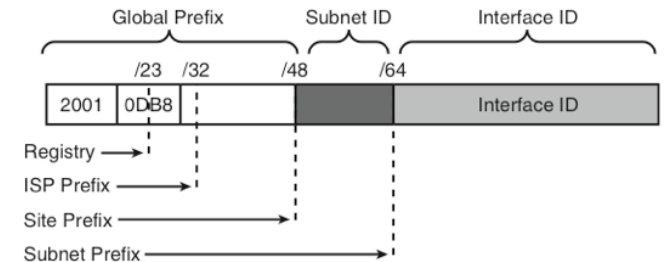 Global Prefix Subnet ID Interface ID
/23 /32 /48 /64
2001 0DB8 Interface ID
Registry
ISP Prefix
Site Prefix
Subnet Prefix